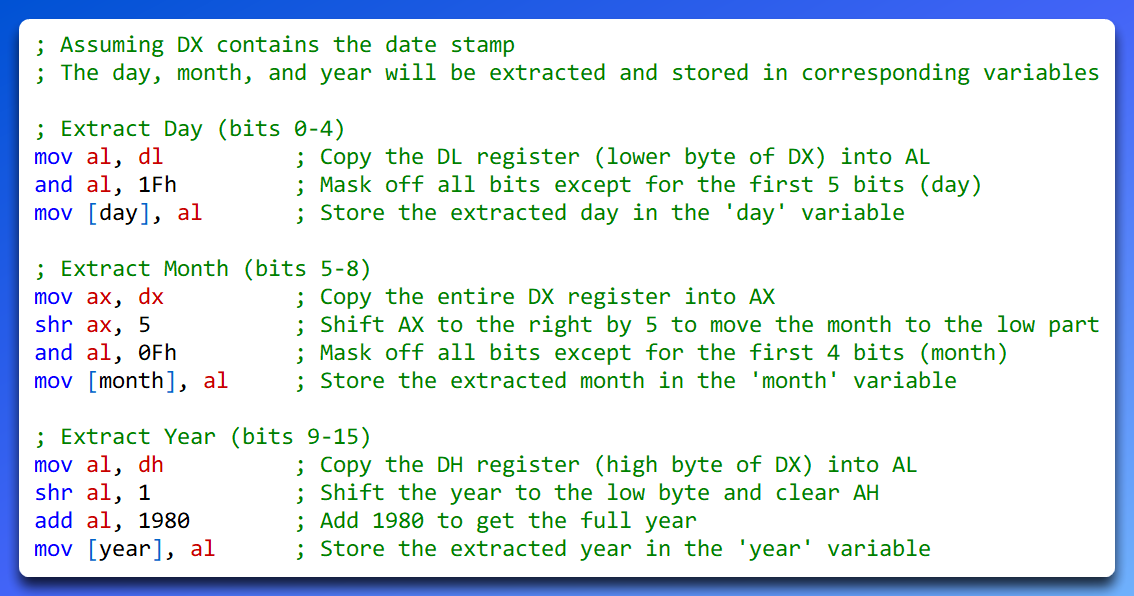 ; Assuming DX contains the date stamp
; The day, month, and year will be extracted and stored in corresponding variables
; Extract Day (bits 0-4)
mov al, dl          ; Copy the DL register (lower byte of DX) into AL
and al, 1Fh         ; Mask off all bits except for the first 5 bits (day)
mov [day], al       ; Store the extracted day in the 'day' variable
; Extract Month (bits 5-8)
mov ax, dx          ; Copy the entire DX register into AX
shr ax, 5           ; Shift AX to the right by 5 to move the month to the low part
and al, 0Fh         ; Mask off all bits except for the first 4 bits (month)
mov [month], al     ; Store the extracted month in the 'month' variable
; Extract Year (bits 9-15)
mov al, dh          ; Copy the DH register (high byte of DX) into AL
shr al, 1           ; Shift the year to the low byte and clear AH
add al, 1980        ; Add 1980 to get the full year
mov [year], al      ; Store the extracted year in the 'year' variable